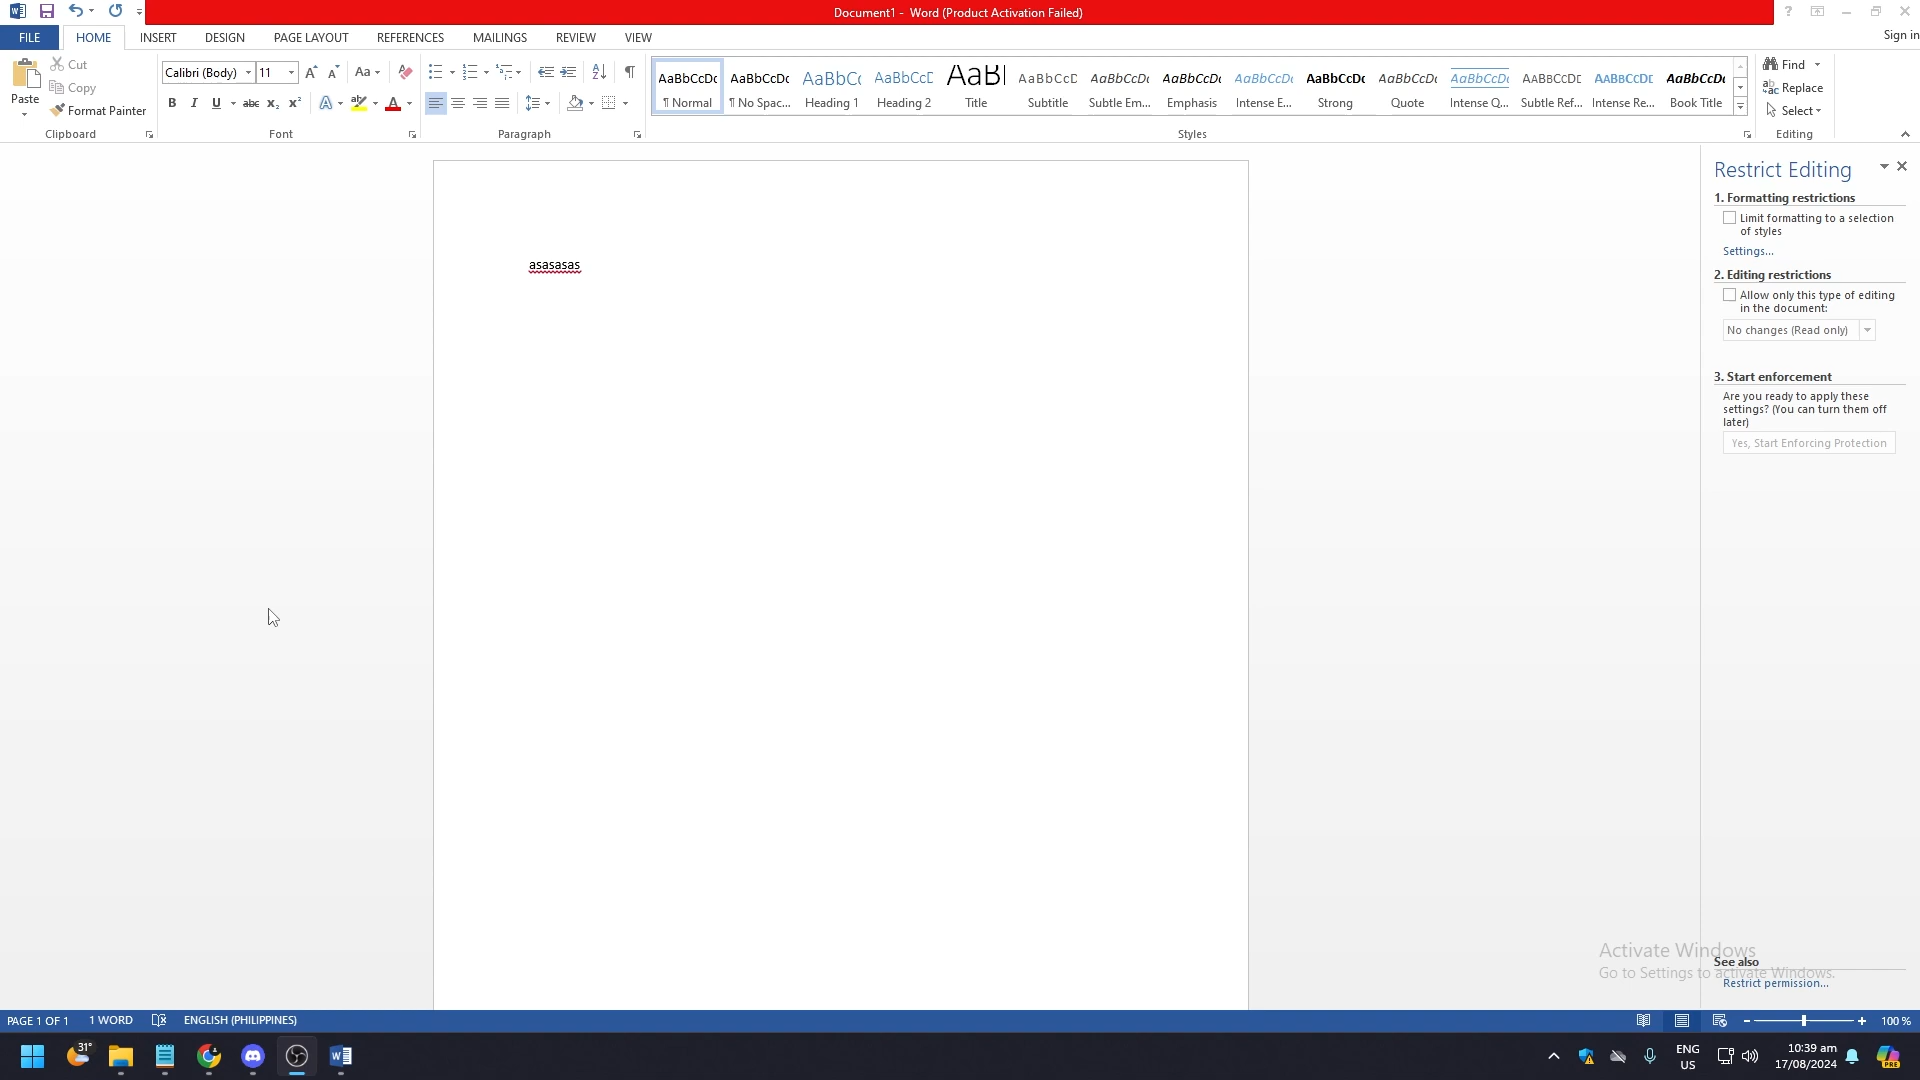 Document1 - Word (Product Activation Failed)
FILE HOME INSERT DESIGN PAGE LAYOUT REFERENCES MAILINGS REVIEW VIEW Sign in
Paste
Cut
Copy
Format Painter
Clipboard
Calibri (Body) 11
Font
Paragraph
AaBbCcDc AaBbCcDc AaBbCc AaBbCcD AaB AaBbCcD AaBbCcDc AaBbCcDc AaBbCcDc AaBbCcDc AaBbCcDc AaBbCcDc AABBCCDE AABBCCDE AaBbCcDc
¶ Normal ¶ No Spac... Heading 1 Heading 2 Title Subtitle Subtle Em... Emphasis Intense E... Strong Quote Intense Q... Subtle Ref... Intense Re... Book Title
Styles
Find
Replace
Select
Editing
asasasas
Restrict Editing
1. Formatting restrictions
Limit formatting to a selection
of styles
Settings...
2. Editing restrictions
Allow only this type of editing
in the document:
No changes (Read only)
3. Start enforcement
Are you ready to apply these
settings? (You can turn them off
later)
Yes, Start Enforcing Protection
Activate Windows
Go to Settings to activate Windows.
See also
Restrict permission...
PAGE 1 OF 1 1 WORD ENGLISH (PHILIPPINES) 100 %
31°
ENG
US
10:39 am
17/08/2024
PRE